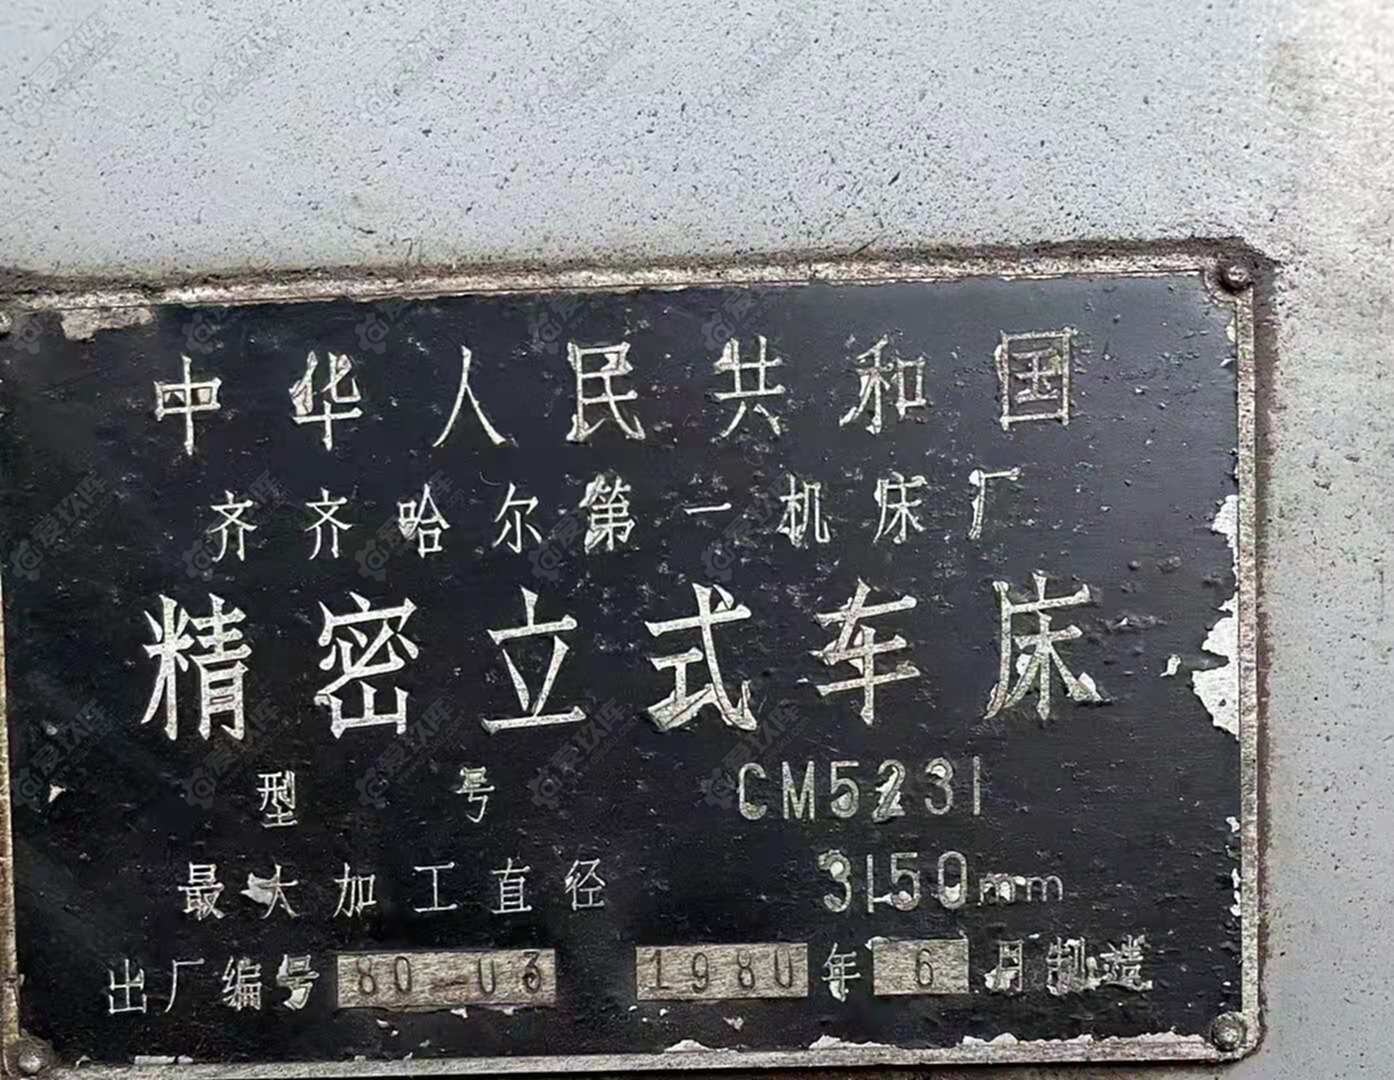 中华人民共和国
齐齐哈尔第一机床厂
精密立式车床
型号 CM5231
最大加工直径 3150mm
出厂编号 80-03 1980年6月制造